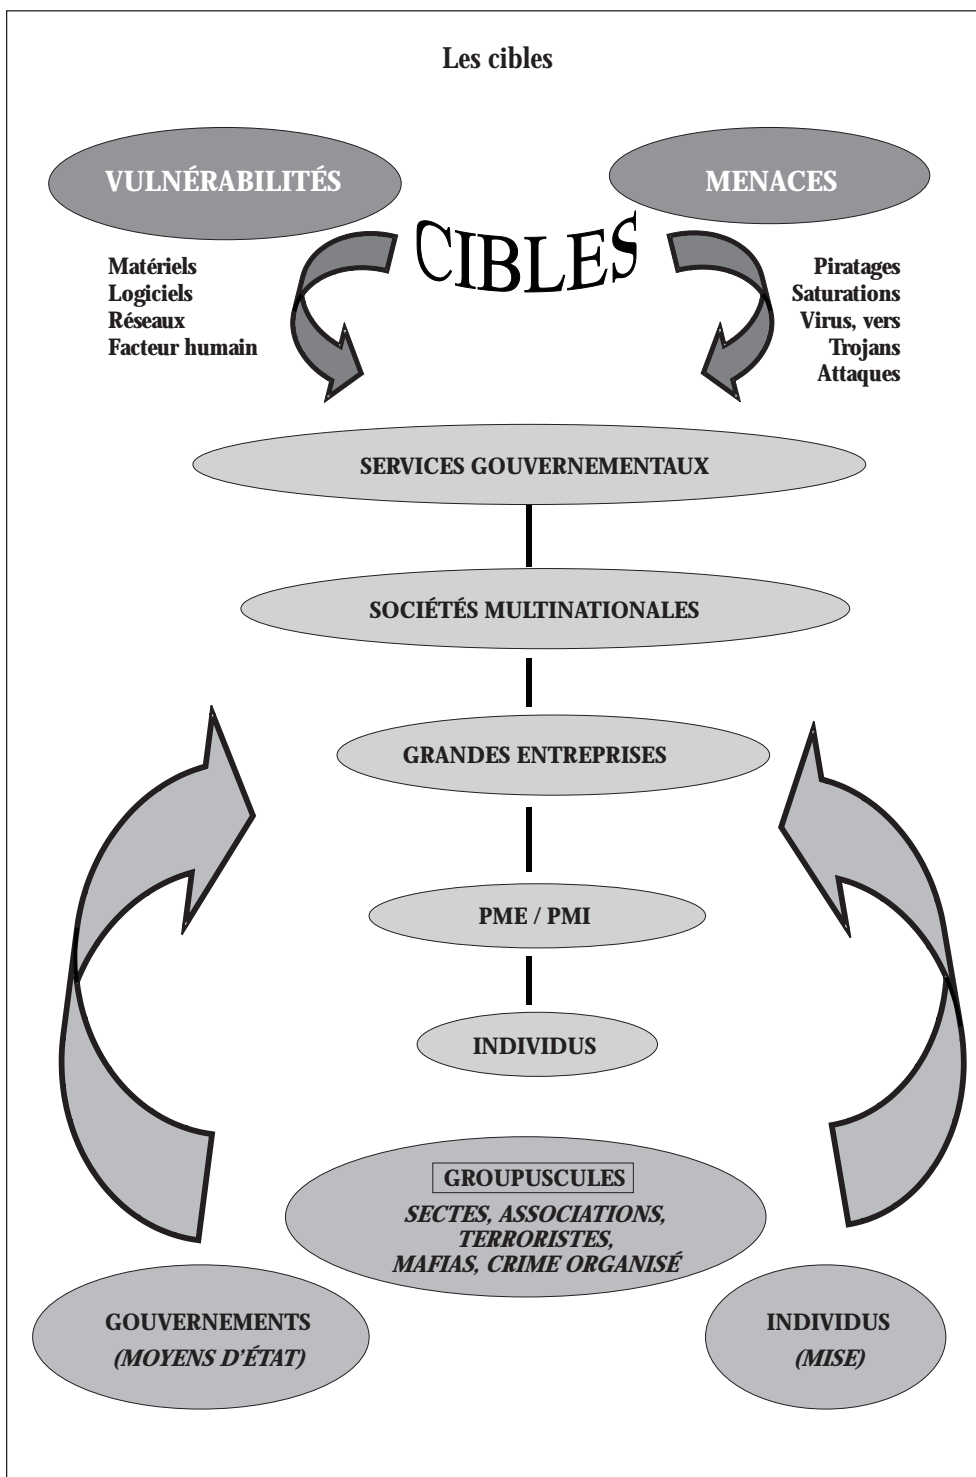 Les cibles
VULNÉRABILITÉS
MENACES
CIBLES
Matériels
Logiciels
Réseaux
Facteur humain
Piratages
Saturations
Virus, vers
Trojans
Attaques
SERVICES GOUVERNEMENTAUX
SOCIÉTÉS MULTINATIONALES
GRANDES ENTREPRISES
PME / PMI
INDIVIDUS
GROUPUSCULES
SECTES, ASSOCIATIONS,
TERRORISTES,
MAFIAS, CRIME ORGANISÉ
GOUVERNEMENTS
(MOYENS D’ÉTAT)
INDIVIDUS
(MISE)